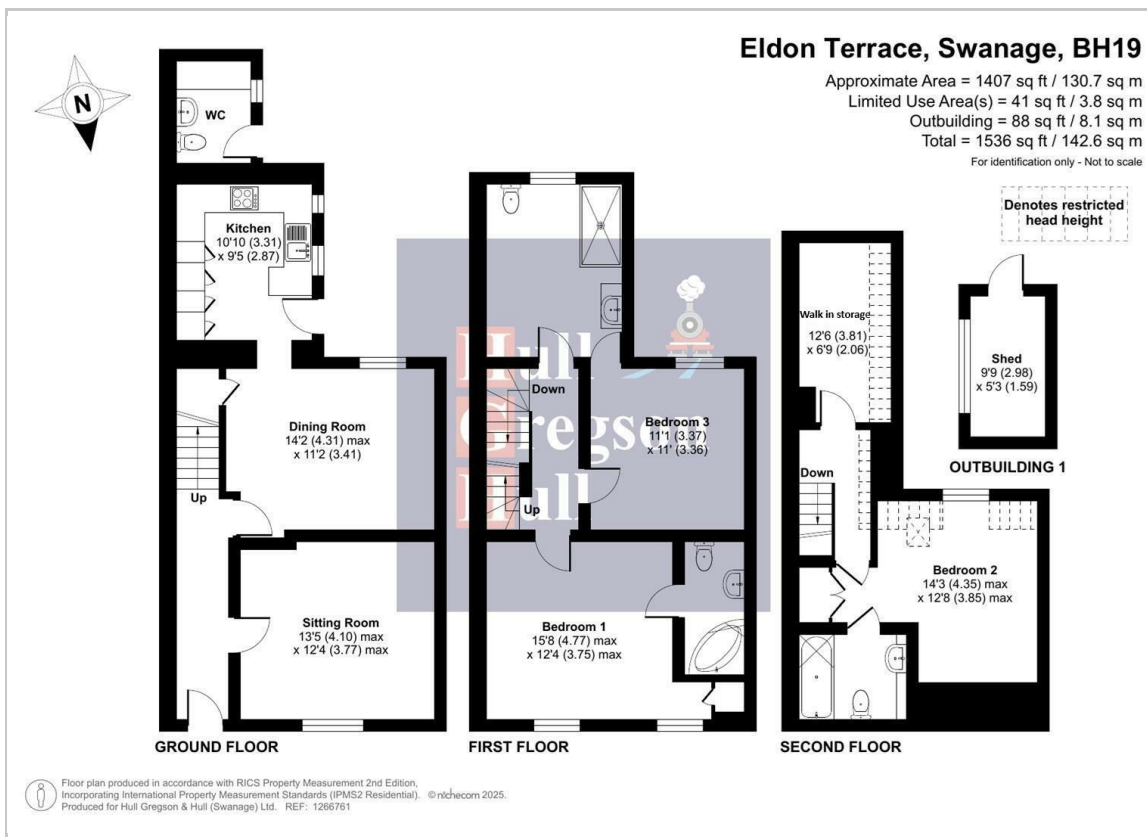 Eldon Terrace, Swanage, BH19
Approximate Area = 1407 sq ft / 130.7 sq m
Limited Use Area(s) = 41 sq ft / 3.8 sq m
Outbuilding = 88 sq ft / 8.1 sq m
Total = 1536 sq ft / 142.6 sq m
For identification only - Not to scale
Denotes restricted
head height
N
WC
Kitchen
10'10 (3.31)
x 9'5 (2.87)
Dining Room
14'2 (4.31) max
x 11'2 (3.41)
Up
Sitting Room
13'5 (4.10) max
x 12'4 (3.77) max
GROUND FLOOR
Hull
Gregson
Hull
Down
Bedroom 3
11'1 (3.37)
x 11' (3.36)
Up
Bedroom 1
15'8 (4.77) max
x 12'4 (3.75) max
FIRST FLOOR
Walk in storage
12'6 (3.81)
x 6'9 (2.06)
Down
Bedroom 2
14'3 (4.35) max
x 12'8 (3.85) max
SECOND FLOOR
Shed
9'9 (2.98)
x 5'3 (1.59)
OUTBUILDING 1
Floor plan produced in accordance with RICS Property Measurement 2nd Edition,
Incorporating International Property Measurement Standards (IPMS2 Residential). © nichecom 2025.
Produced for Hull Gregson & Hull (Swanage) Ltd. REF: 1266761